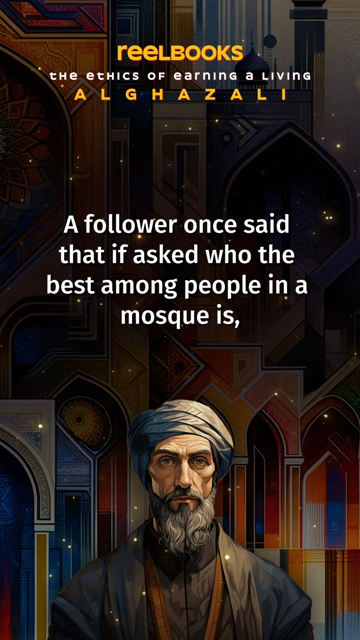 reelbooks
the ethics of earning a living
ALGHAZALI
A follower once said
that if asked who the
best among people in a
mosque is,